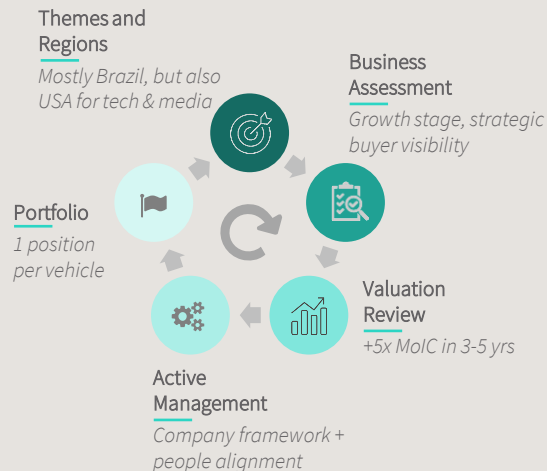 Themes and
Regions
Mostly Brazil, but also
USA for tech & media
Business
Assessment
Growth stage, strategic
buyer visibility
Valuation
Review
+5x MoIC in 3-5 yrs
Active
Management
Company framework +
people alignment
Portfolio
1 position
per vehicle